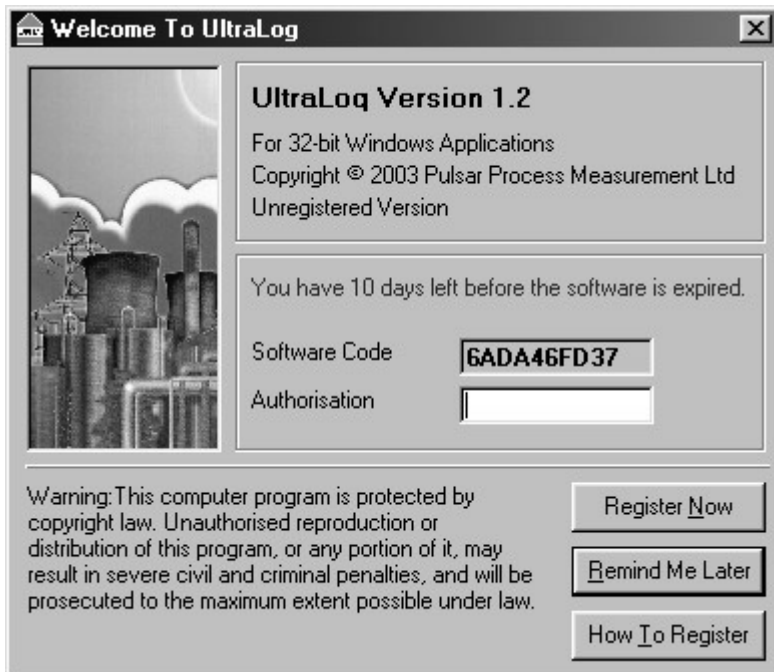 Welcome To UltraLog
UltraLog Version 1.2
For 32-bit Windows Applications
Copyright © 2003 Pulsar Process Measurement Ltd
Unregistered Version
You have 10 days left before the software is expired.
Software Code 6ADA46FD37
Authorisation
Warning:This computer program is protected by
copyright law. Unauthorised reproduction or
distribution of this program, or any portion of it, may
result in severe civil and criminal penalties, and will be
prosecuted to the maximum extent possible under law.
Register Now
Remind Me Later
How To Register